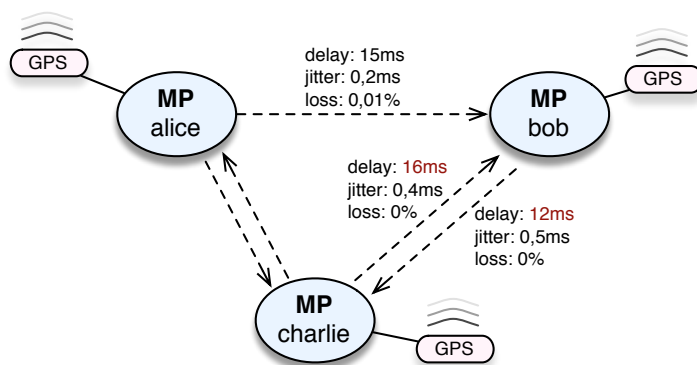 GPS
MP
alice
delay: 15ms
jitter: 0,2ms
loss: 0,01%
MP
bob
GPS
delay: 16ms
jitter: 0,4ms
loss: 0%
delay: 12ms
jitter: 0,5ms
loss: 0%
MP
charlie
GPS